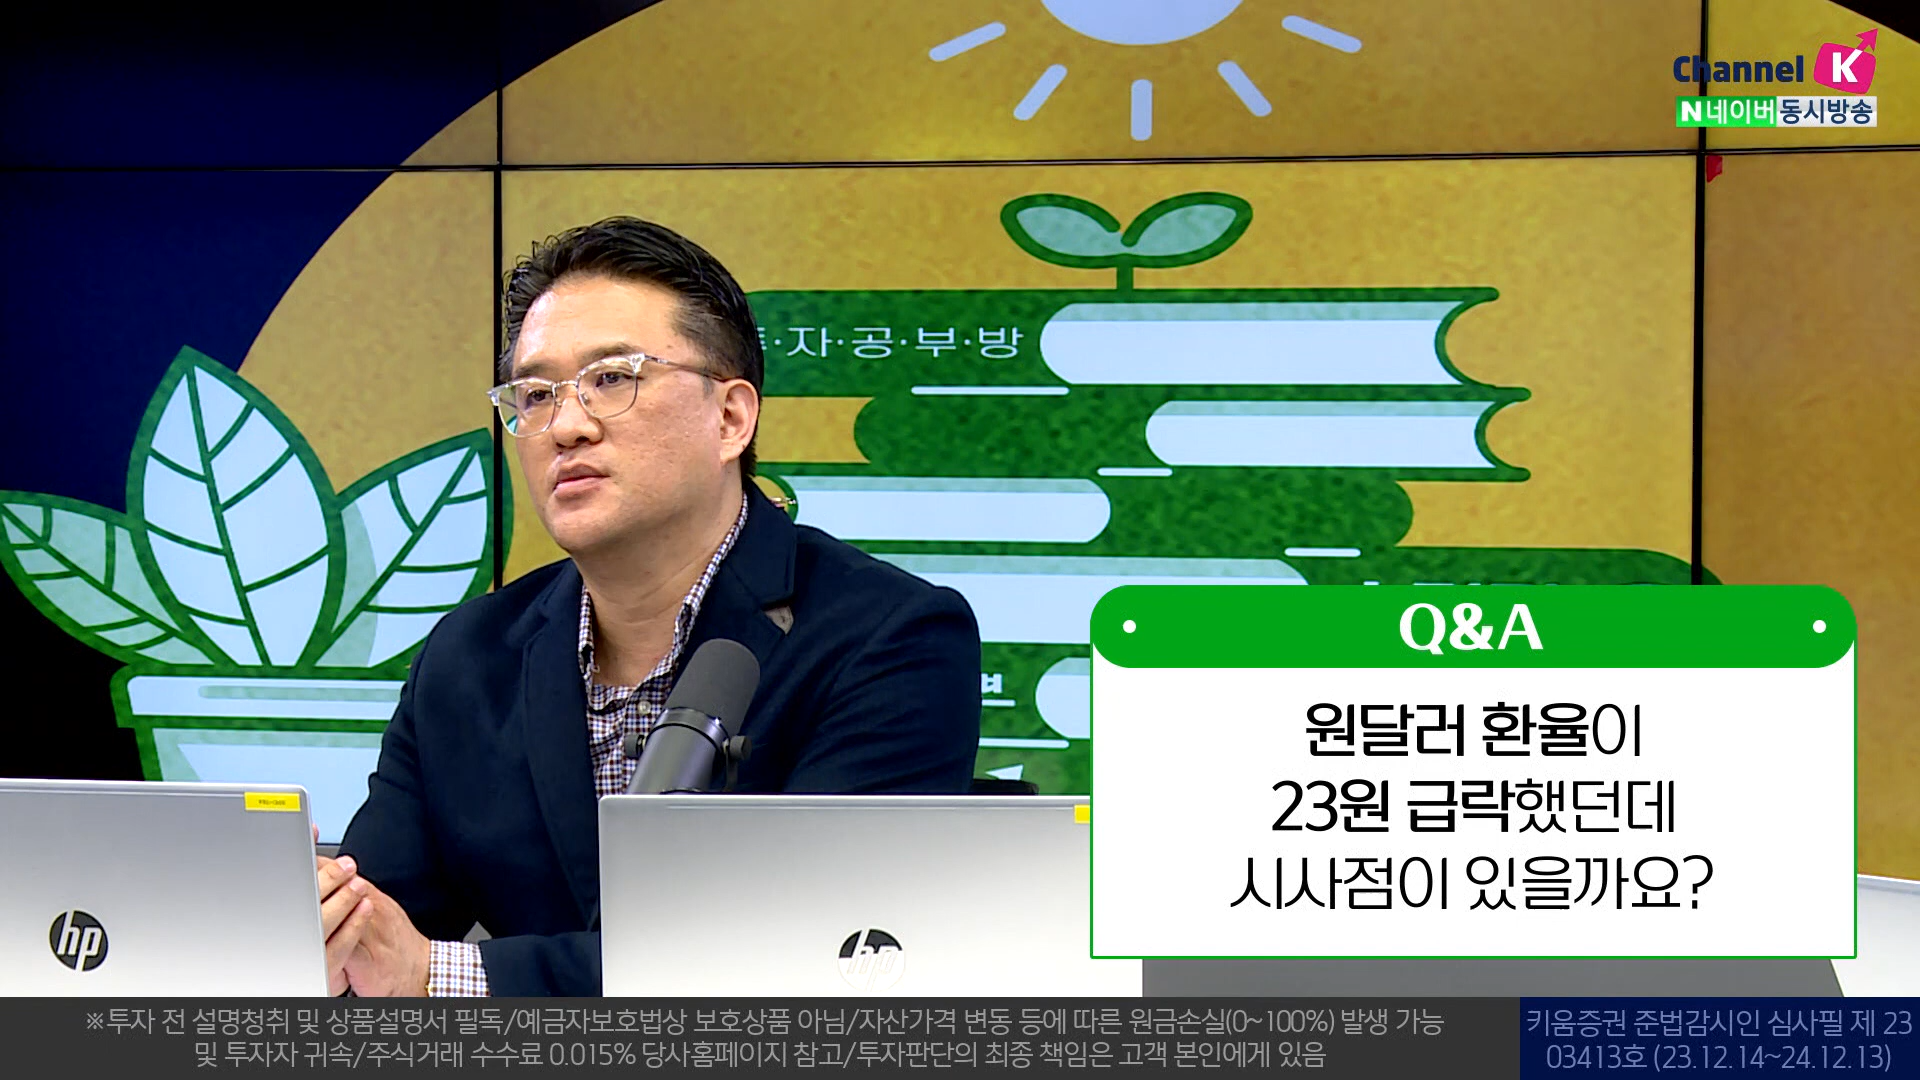 Channel K
N네이버 동시방송
자·공·부·방
Q&A
원달러 환율이
23원 급락했던데
시사점이 있을까요?
hp
hp
※투자 전 설명청취 및 상품설명서 필독/예금자보호법상 보호상품 아님/자산가격 변동 등에 따른 원금손실(0~100%) 발생 가능
및 투자자 귀속/주식거래 수수료 0.015% 당사홈페이지 참고/투자판단의 최종 책임은 고객 본인에게 있음
키움증권 준법감시인 심사필 제 23
03413호 (23.12.14~24.12.13)